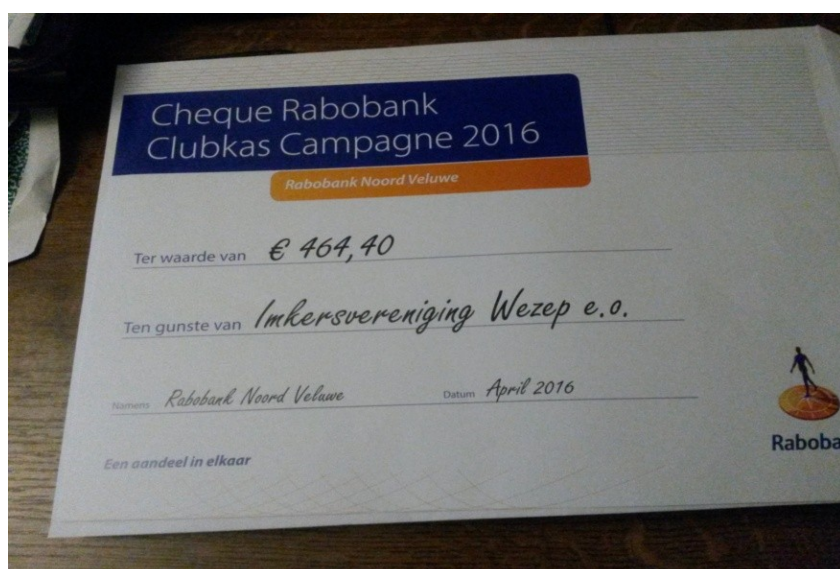 Cheque Rabobank
Clubkas Campagne 2016
Rabobank Noord Veluwe
Ter waarde van € 464,40
Ten gunste van Imkersvereniging Wezep e.o.
Namens Rabobank Noord Veluwe Datum April 2016
Een aandeel in elkaar
Raboba